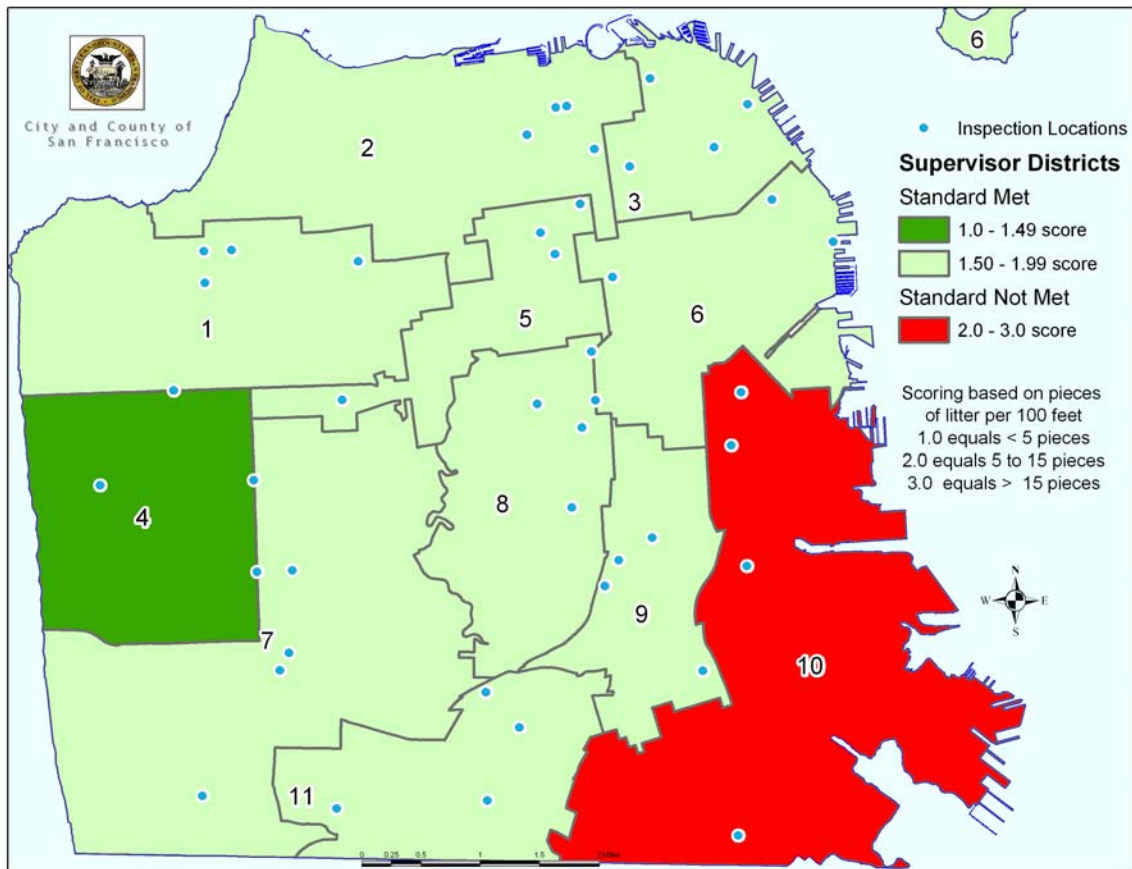 City and County of
San Francisco
6
2
3
1
5
6
4
8
7
9
10
11
Inspection Locations
Supervisor Districts
Standard Met
1.0 - 1.49 score
1.50 - 1.99 score
Standard Not Met
2.0 - 3.0 score
Scoring based on pieces
of litter per 100 feet
1.0 equals < 5 pieces
2.0 equals 5 to 15 pieces
3.0 equals > 15 pieces
N
W E
S
0 0.25 0.5 1 1.5